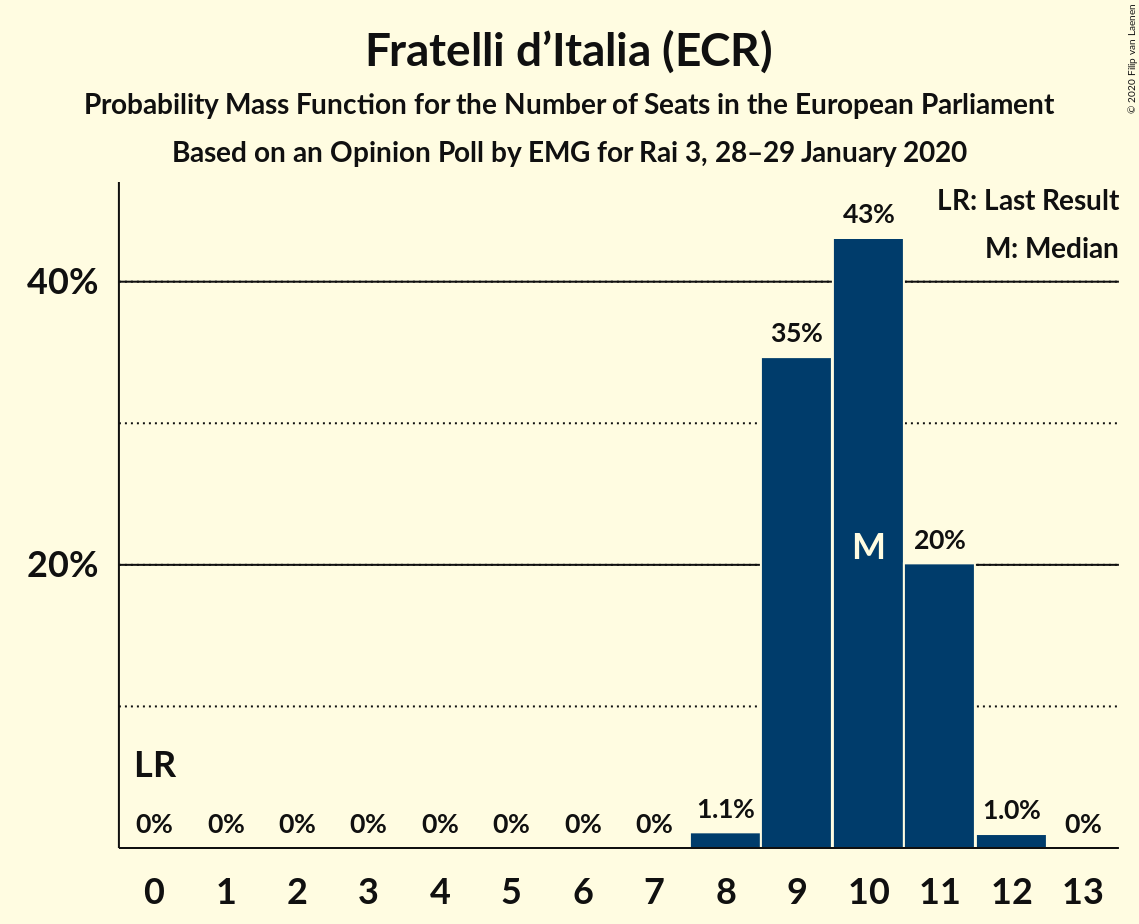 Fratelli d’Italia (ECR)
Probability Mass Function for the Number of Seats in the European Parliament
Based on an Opinion Poll by EMG for Rai 3, 28–29 January 2020
© 2020 Filip van Laenen
LR: Last Result
M: Median
40%
20%
43%
35%
20%
M
LR
0% 0% 0% 0% 0% 0% 0% 0% 1.1% 1.0% 0%
0 1 2 3 4 5 6 7 8 9 10 11 12 13